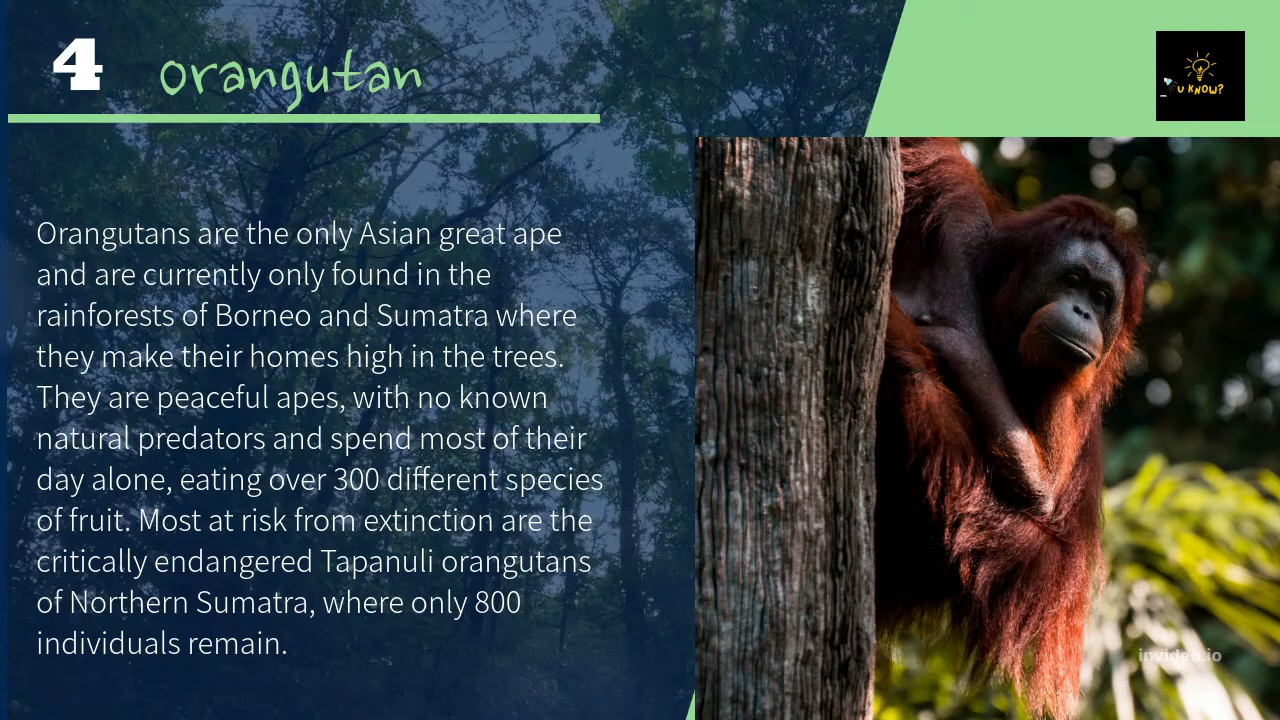 4 orangutan
U KNOW?
Orangutans are the only Asian great ape
and are currently only found in the
rainforests of Borneo and Sumatra where
they make their homes high in the trees.
They are peaceful apes, with no known
natural predators and spend most of their
day alone, eating over 300 different species
of fruit. Most at risk from extinction are the
critically endangered Tapanuli orangutans
of Northern Sumatra, where only 800
individuals remain.
invideo.io